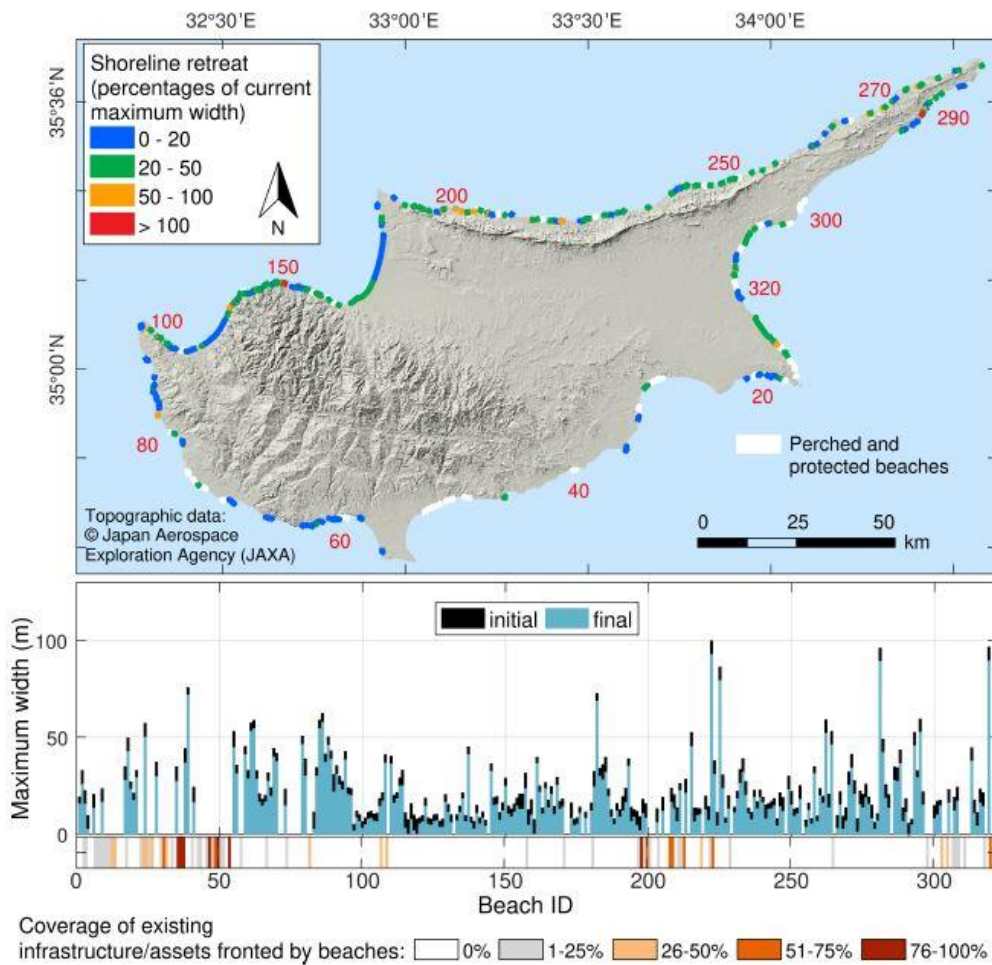 32°30'E 33°00'E 33°30'E 34°00'E
35°36'N
35°00'N
Shoreline retreat
(percentages of current
maximum width)
0 - 20
20 - 50
50 - 100
> 100
N
270
290
250
200
300
150
320
100
20
80
40
60
Perched and
protected beaches
Topographic data:
© Japan Aerospace
Exploration Agency (JAXA)
0 25 50
km
initial final
Maximum width (m)
100
50
0
0 50 100 150 200 250 300
Beach ID
Coverage of existing
infrastructure/assets fronted by beaches: 0% 1-25% 26-50% 51-75% 76-100%